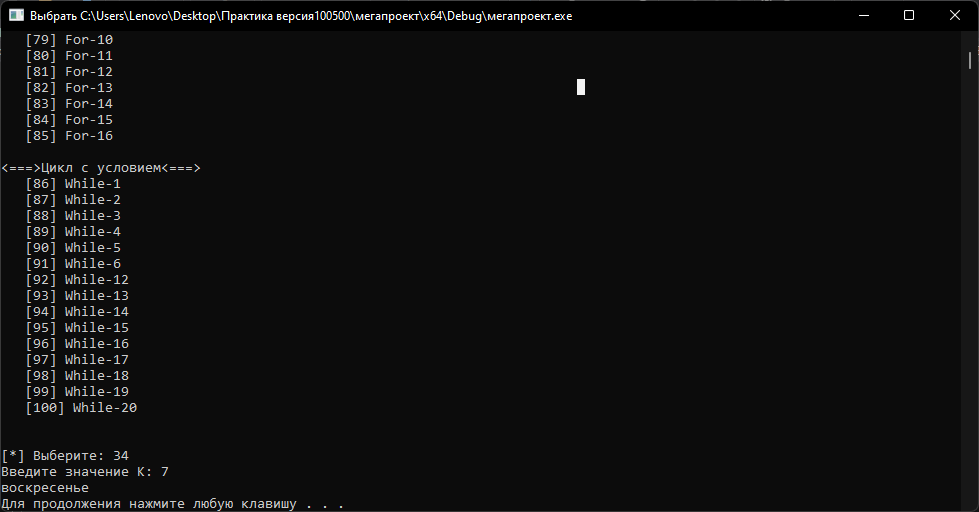 Выбрать C:\Users\Lenovo\Desktop\Практика версия100500\мегапроект\x64\Debug\мегапроект.exe
[79] For-10
[80] For-11
[81] For-12
[82] For-13
[83] For-14
[84] For-15
[85] For-16
<===>Цикл с условием<===>
[86] While-1
[87] While-2
[88] While-3
[89] While-4
[90] While-5
[91] While-6
[92] While-12
[93] While-13
[94] While-14
[95] While-15
[96] While-16
[97] While-17
[98] While-18
[99] While-19
[100] While-20
[*] Выберите: 34
Введите значение K: 7
воскресенье
Для продолжения нажмите любую клавишу . . .